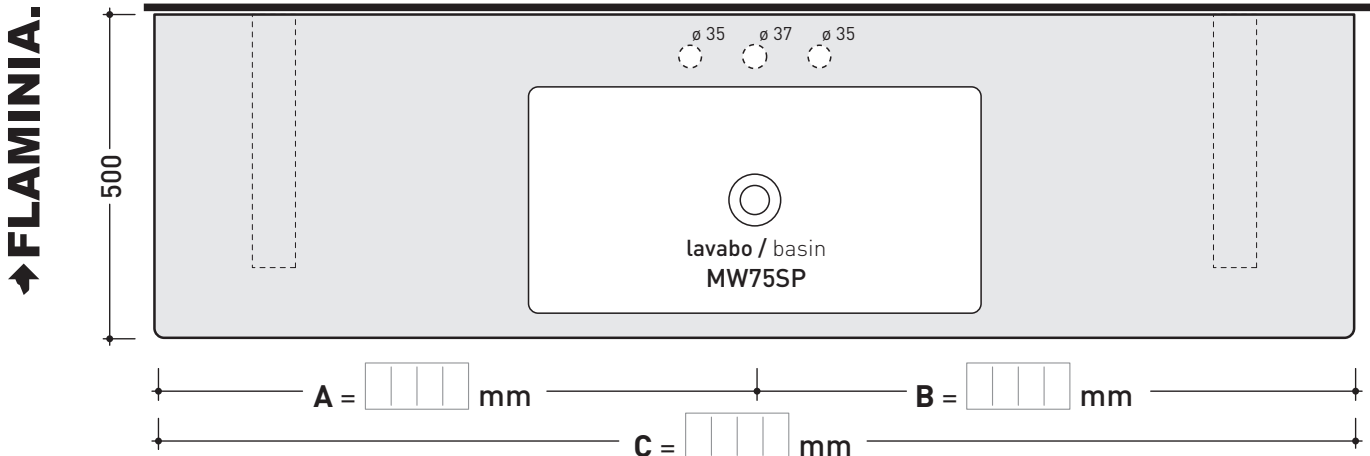 FLAMINIA.
ø 35 ø 37 ø 35
500
lavabo / basin
MW75SP
A = mm B = mm
C = mm